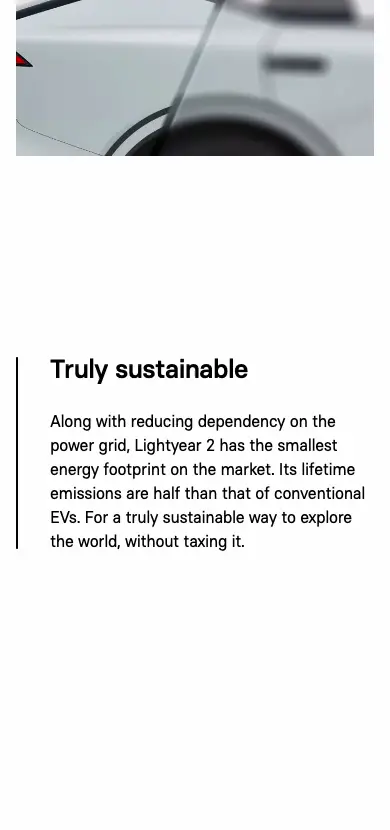 Truly sustainable
Along with reducing dependency on the
power grid, Lightyear 2 has the smallest
energy footprint on the market. Its lifetime
emissions are half than that of conventional
EVs. For a truly sustainable way to explore
the world, without taxing it.